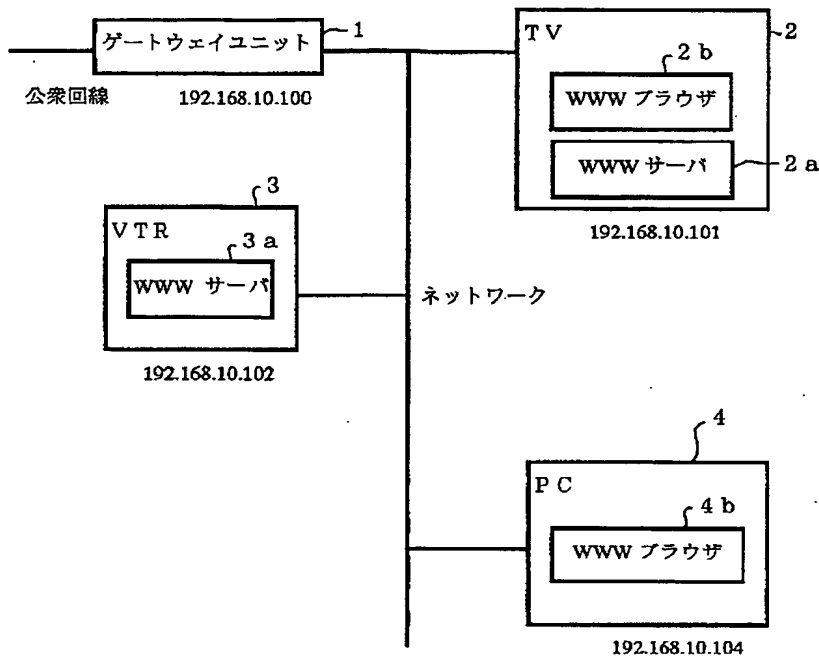 ゲートウェイユニット
1
公衆回線
192.168.10.100
TV
2
2b
WWW ブラウザ
WWW サーバ
2a
192.168.10.101
3
VTR
3a
WWW サーバ
192.168.10.102
ネットワーク
4
PC
4b
WWW ブラウザ
192.168.10.104